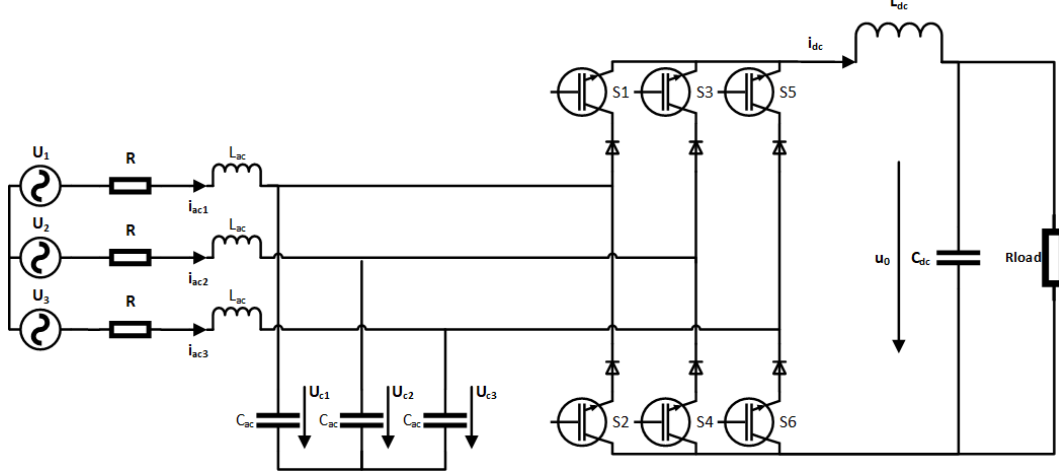 L_dc
i_dc
S1 S3 S5
U_1
R
L_ac
i_ac1
U_2
R
L_ac
i_ac2
U_3
R
L_ac
i_ac3
u_0
C_dc
Rload
U_c1 U_c2 U_c3
C_ac C_ac C_ac
S2 S4 S6